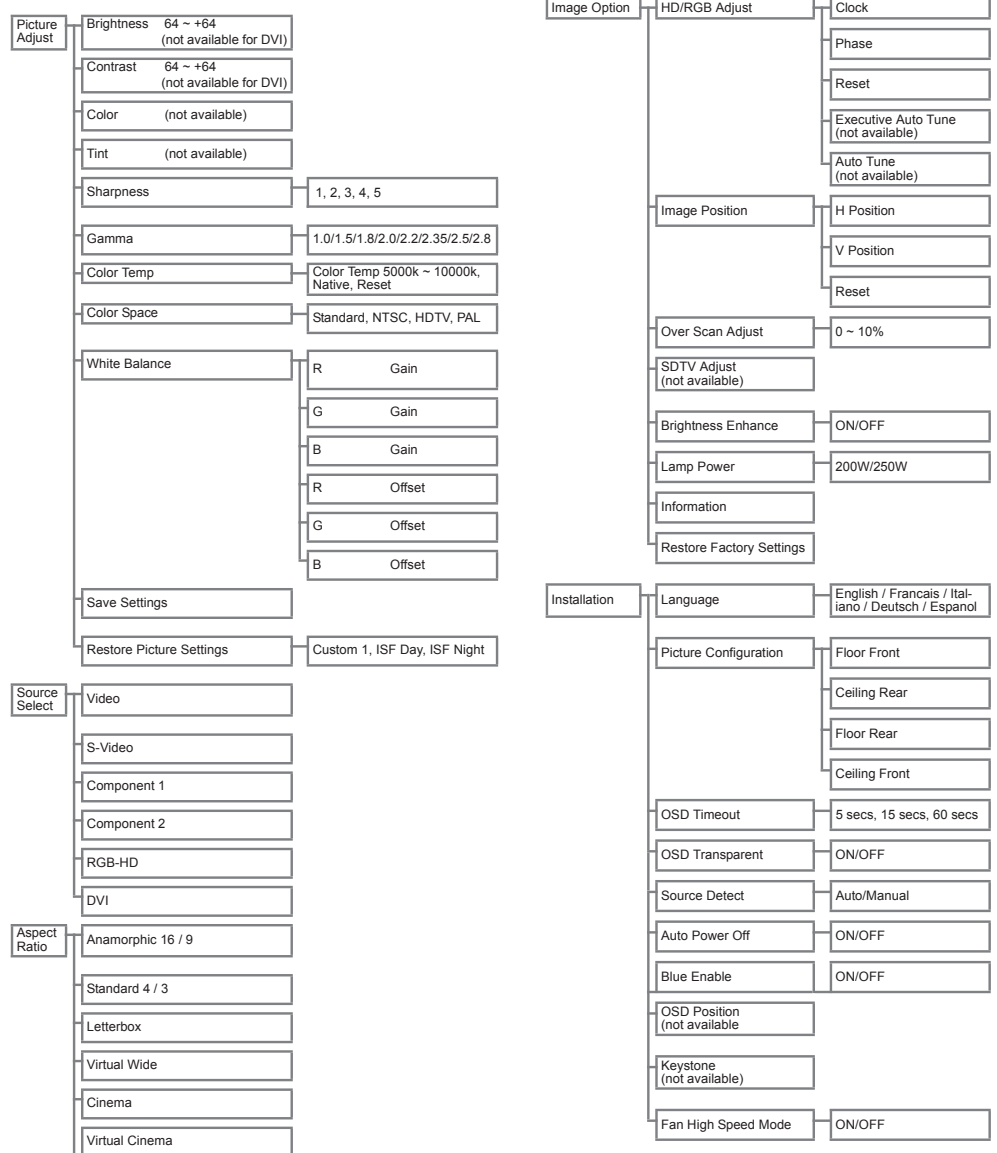 Picture
Adjust
Brightness 64 ~ +64
(not available for DVI)
Contrast 64 ~ +64
(not available for DVI)
Color (not available)
Tint (not available)
Sharpness
1, 2, 3, 4, 5
Gamma
1.0/1.5/1.8/2.0/2.2/2.35/2.5/2.8
Color Temp
Color Temp 5000k ~ 10000k,
Native, Reset
Color Space
Standard, NTSC, HDTV, PAL
White Balance
R Gain
G Gain
B Gain
R Offset
G Offset
B Offset
Save Settings
Restore Picture Settings
Custom 1, ISF Day, ISF Night
Source
Select
Video
S-Video
Component 1
Component 2
RGB-HD
DVI
Aspect
Ratio
Anamorphic 16 / 9
Standard 4 / 3
Letterbox
Virtual Wide
Cinema
Virtual Cinema
Image Option
HD/RGB Adjust
Clock
Phase
Reset
Executive Auto Tune
(not available)
Auto Tune
(not available)
Image Position
H Position
V Position
Reset
Over Scan Adjust
0 ~ 10%
SDTV Adjust
(not available)
Brightness Enhance
ON/OFF
Lamp Power
200W/250W
Information
Restore Factory Settings
Installation
Language
English / Francais / Ital-
iano / Deutsch / Espanol
Picture Configuration
Floor Front
Ceiling Rear
Floor Rear
Ceiling Front
OSD Timeout
5 secs, 15 secs, 60 secs
OSD Transparent
ON/OFF
Source Detect
Auto/Manual
Auto Power Off
ON/OFF
Blue Enable
ON/OFF
OSD Position
(not available
Keystone
(not available)
Fan High Speed Mode
ON/OFF